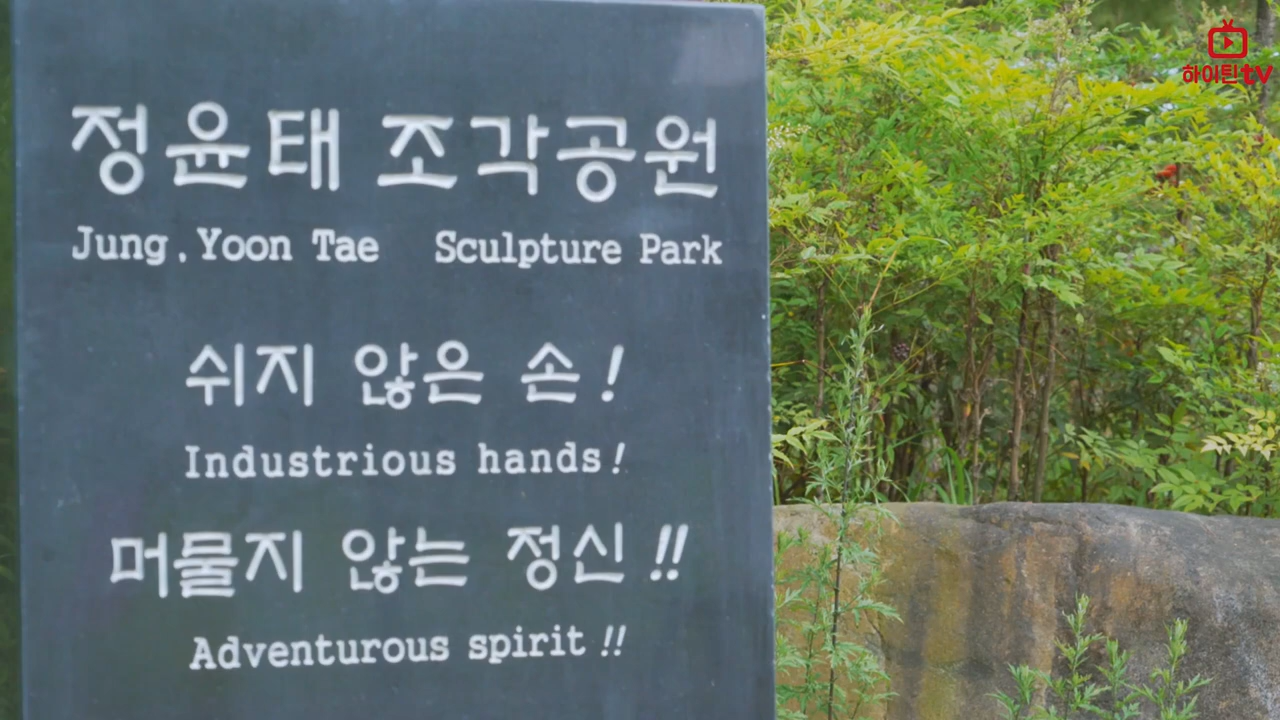 정윤태 조각공원
Jung.Yoon Tae Sculpture Park
쉬지 않은 손!
Industrious hands!
머물지 않는 정신!!
Adventurous spirit!!
하이틴tv